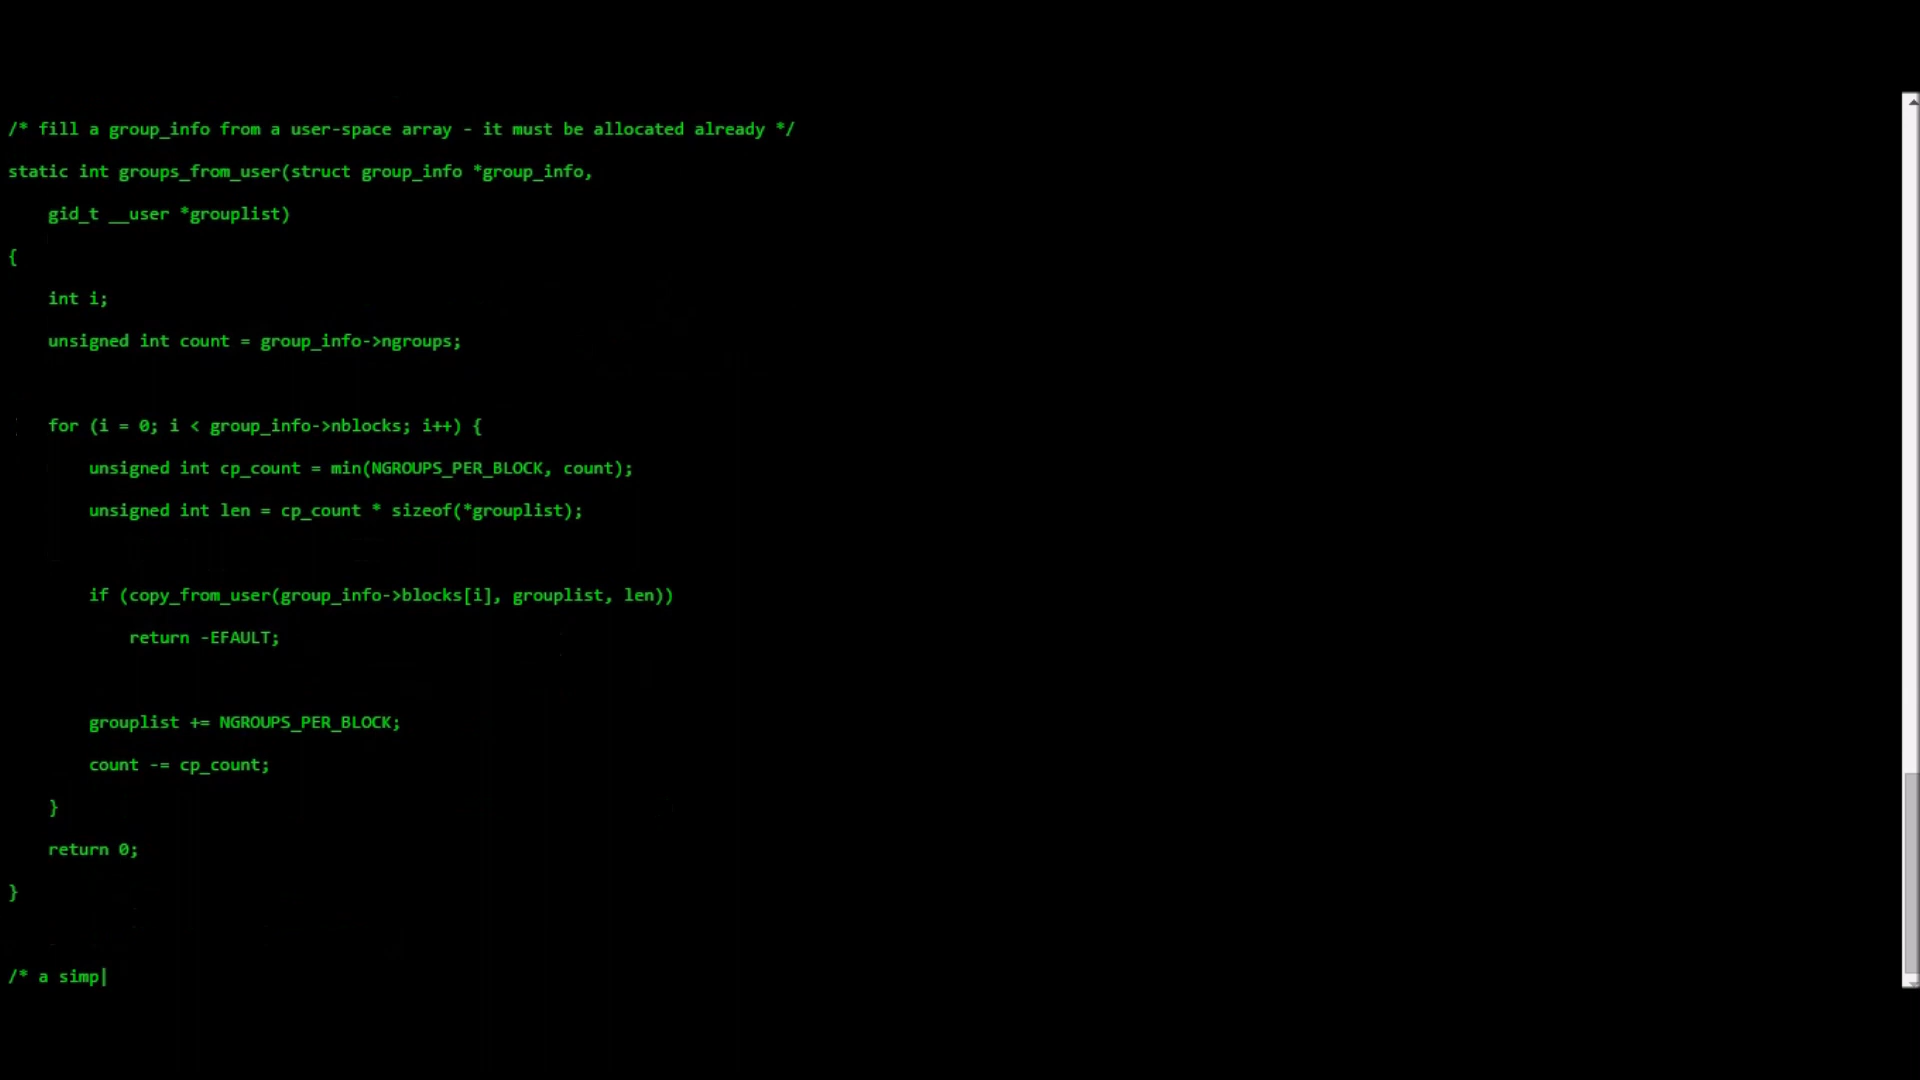 /* fill a group_info from a user-space array - it must be allocated already */
static int groups_from_user(struct group_info *group_info,
    gid_t __user *grouplist)
{
    int i;
    unsigned int count = group_info->ngroups;
    for (i = 0; i < group_info->nblocks; i++) {
        unsigned int cp_count = min(NGROUPS_PER_BLOCK, count);
        unsigned int len = cp_count * sizeof(*grouplist);
        if (copy_from_user(group_info->blocks[i], grouplist, len))
            return -EFAULT;
        grouplist += NGROUPS_PER_BLOCK;
        count -= cp_count;
    }
    return 0;
}
/* a simp